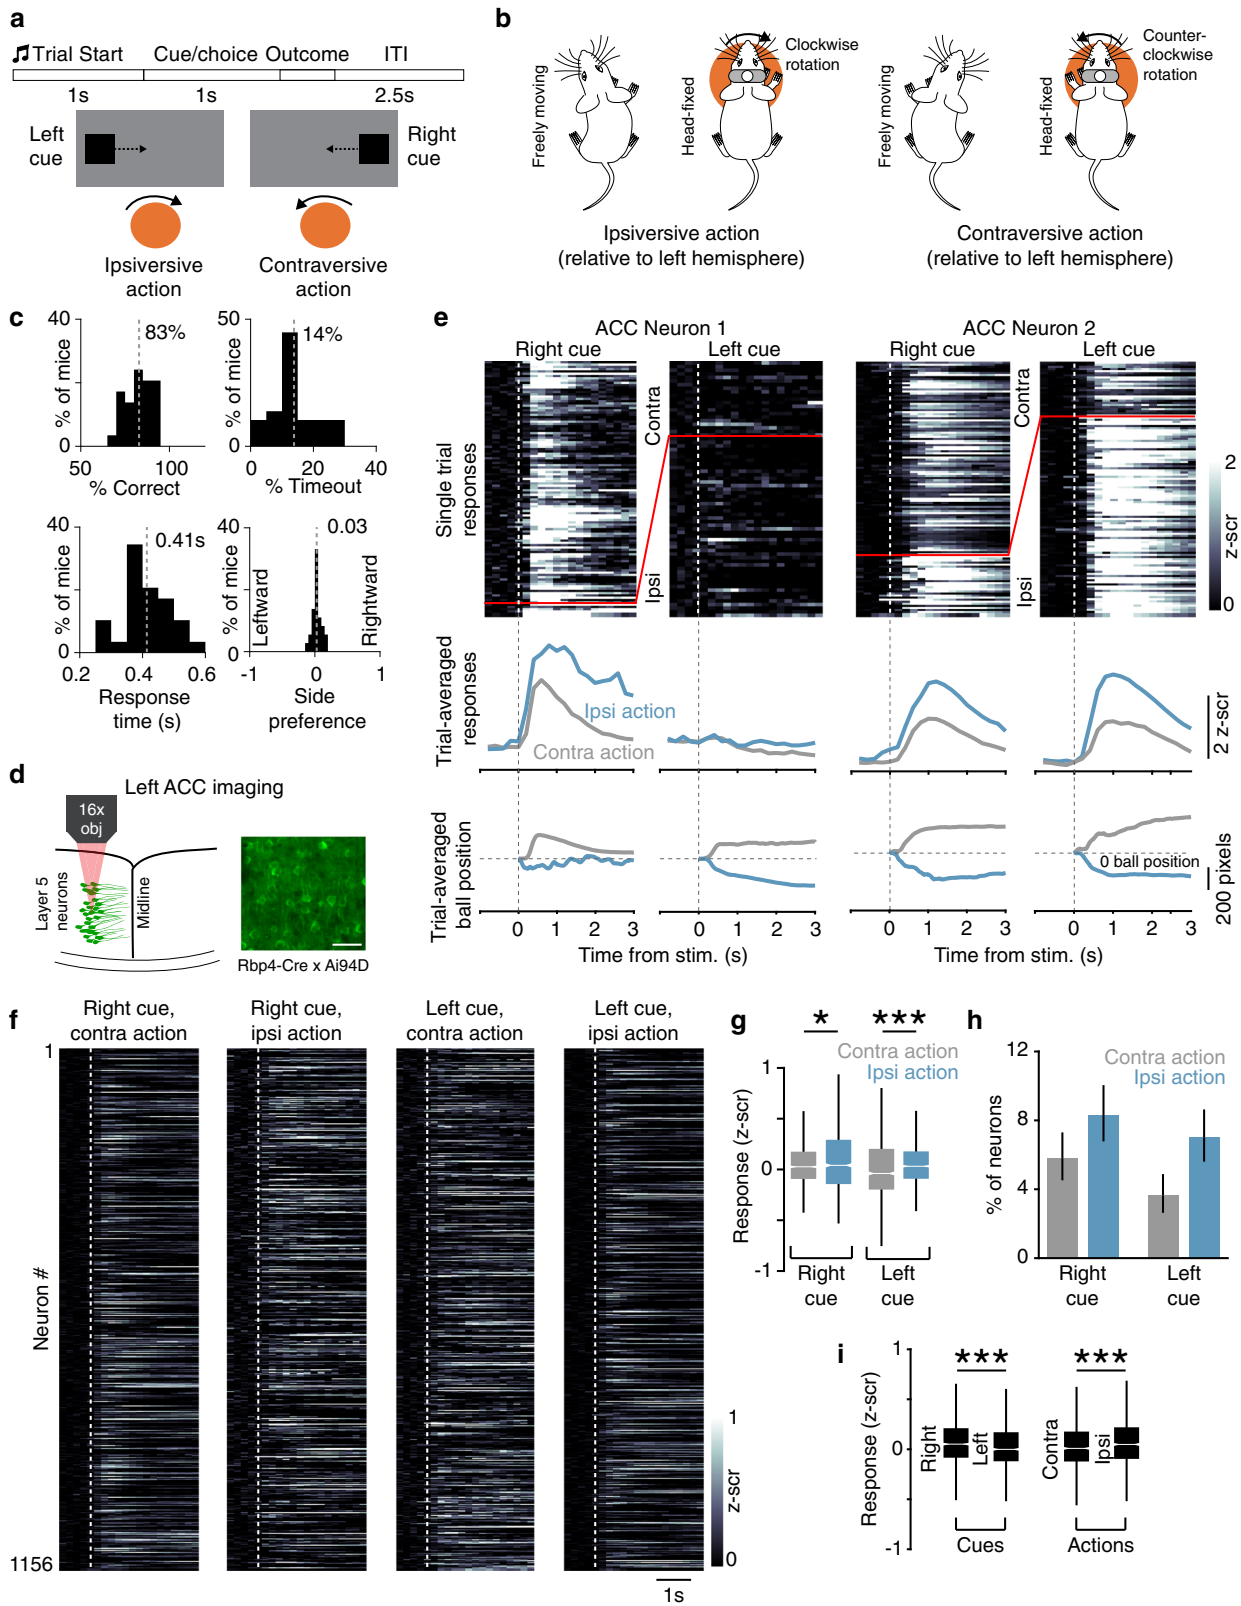 a
Trial Start Cue/choice Outcome ITI
1s 1s 2.5s
Left cue
Right cue
Ipsiversive action
Contraversive action
b
Freely moving
Head-fixed
Clockwise rotation
Freely moving
Head-fixed
Counter-clockwise rotation
Ipsiversive action
(relative to left hemisphere)
Contraversive action
(relative to left hemisphere)
c
% of mice
40
0
83%
50 100
% Correct
% of mice
50
0
14%
0 20 40
% Timeout
% of mice
40
0
0.41s
0.2 0.4 0.6
Response time (s)
% of mice
40
0
0.03
Leftward
Rightward
-1 0 1
Side preference
d
Left ACC imaging
16x obj
Layer 5 neurons
Midline
Rbp4-Cre x Ai94D
e
ACC Neuron 1
Right cue Left cue
ACC Neuron 2
Right cue Left cue
Single trial responses
Contra
Ipsi
Contra
Ipsi
2
0
z-scr
Trial-averaged responses
Ipsi action
Contra action
2 z-scr
Trial-averaged ball position
0 ball position
200 pixels
0 1 2 3 0 1 2 3 0 1 2 3 0 1 2 3
Time from stim. (s)
Time from stim. (s)
f
Right cue, contra action
Right cue, ipsi action
Left cue, contra action
Left cue, ipsi action
1
Neuron #
1156
1
0
z-scr
1s
g
* ***
Contra action
Ipsi action
Response (z-scr)
1
0
-1
Right cue
Left cue
h
Contra action
Ipsi action
% of neurons
12
8
4
0
Right cue
Left cue
i
*** ***
Response (z-scr)
1
0
-1
Right
Left
Contra
Ipsi
Cues
Actions